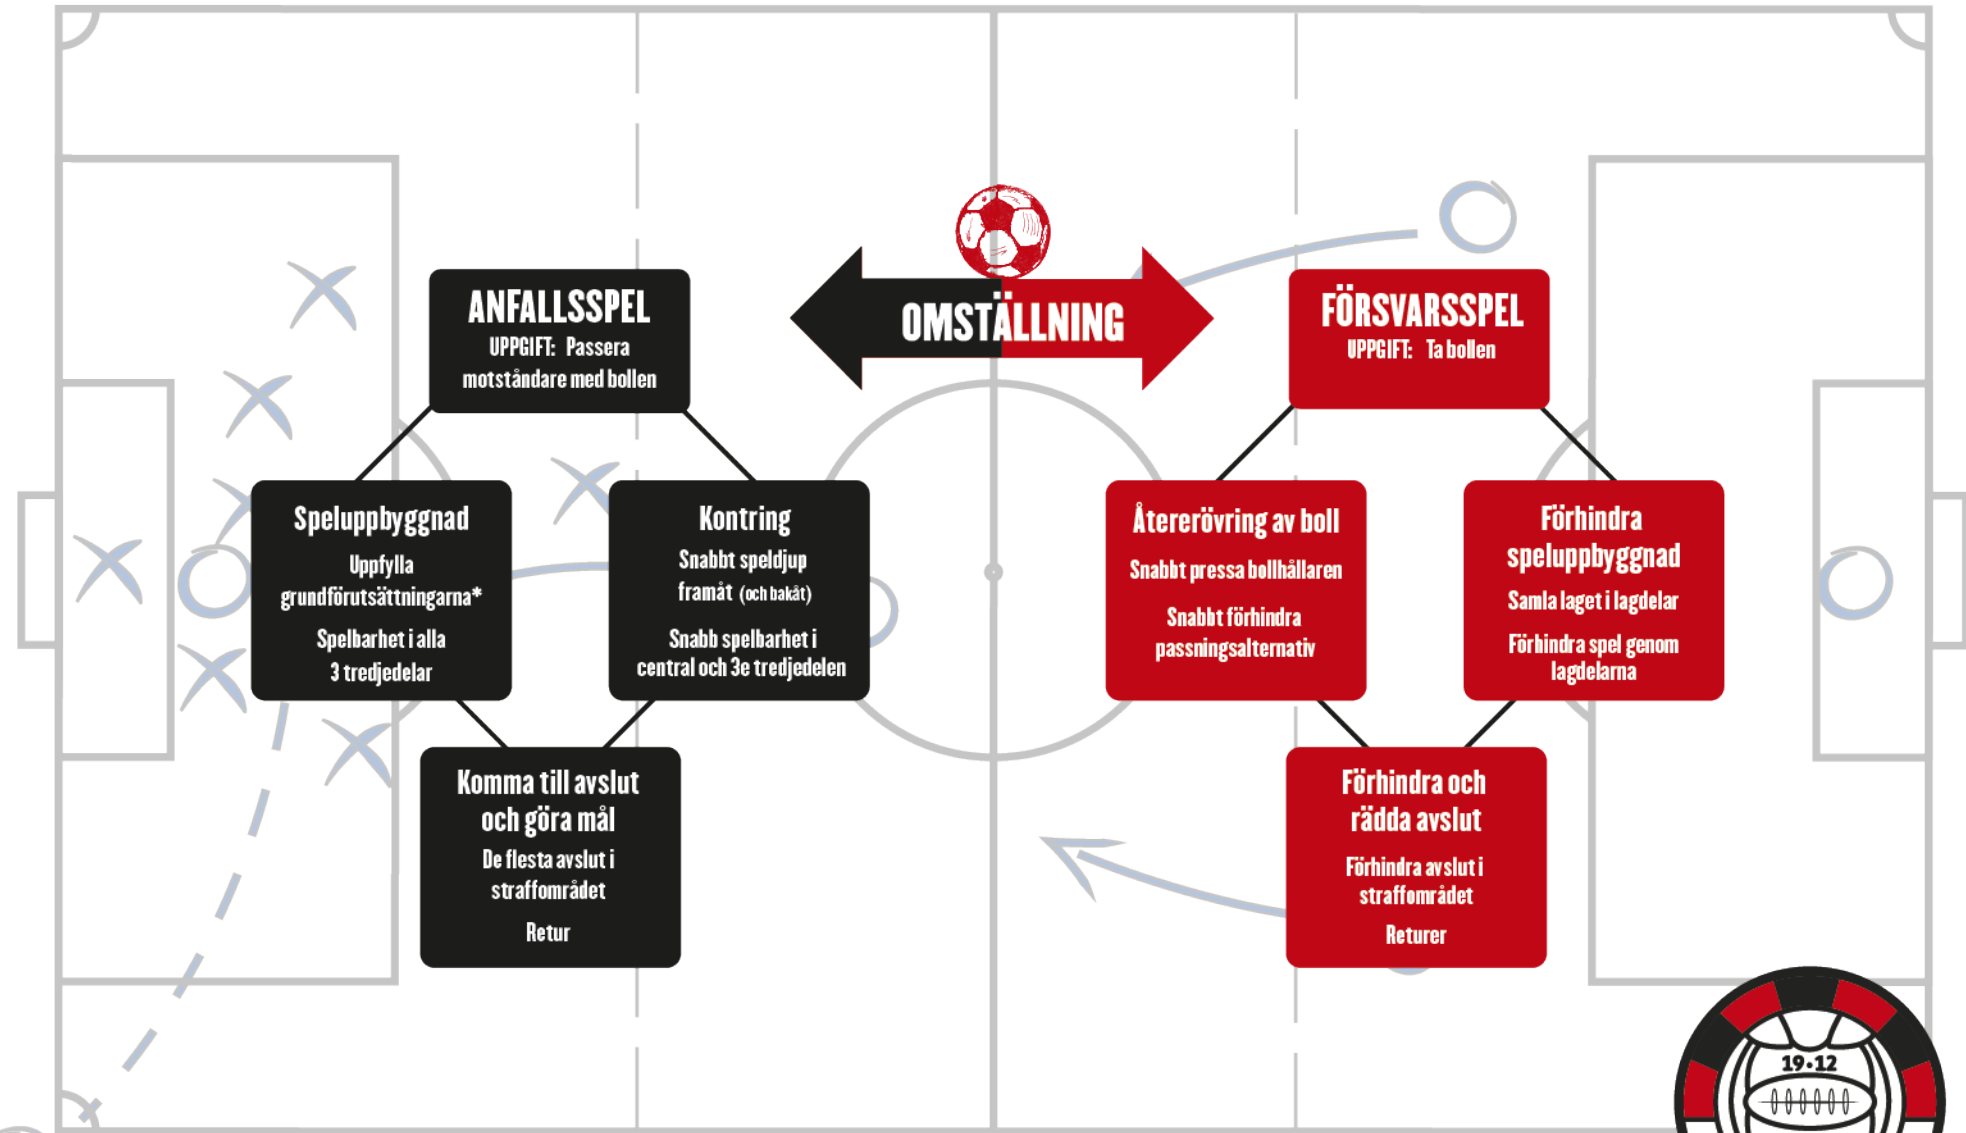 OMSTÄLLNING
ANFALLSSPEL
UPPGIFT: Passera
motståndare med bollen
Speluppbyggnad
Uppfylla
grundförutsättningarna*
Spelbarhet i alla
3 tredjedelar
Kontring
Snabbt speldjup
framåt (och bakåt)
Snabb spelbarhet i
central och 3e tredjedelen
Komma till avslut
och göra mål
De flesta avslut i
straffområdet
Retur
FÖRSVARSSPEL
UPPGIFT: Ta bollen
Återerövring av boll
Snabbt pressa bollhållaren
Snabbt förhindra
passningsalternativ
Förhindra
speluppbyggnad
Samla laget i lagdelar
Förhindra spel genom
lagdelarna
Förhindra och
rädda avslut
Förhindra avslut i
straffområdet
Returer
19•12